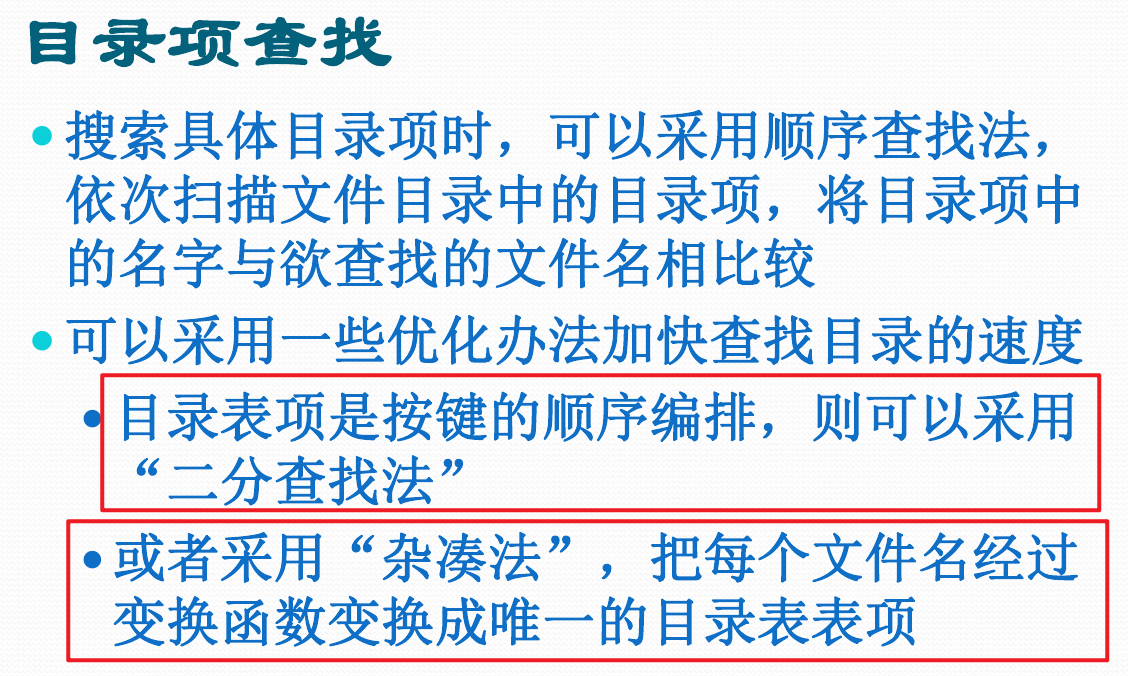 目录项查找
•搜索具体目录项时，可以采用顺序查找法，
依次扫描文件目录中的目录项，将目录项中
的名字与欲查找的文件名相比较
•可以采用一些优化办法加快查找目录的速度
•目录表项是按键的顺序编排，则可以采用
“二分查找法”
•或者采用“杂凑法”，把每个文件名经过
变换函数变换成唯一的目录表表项